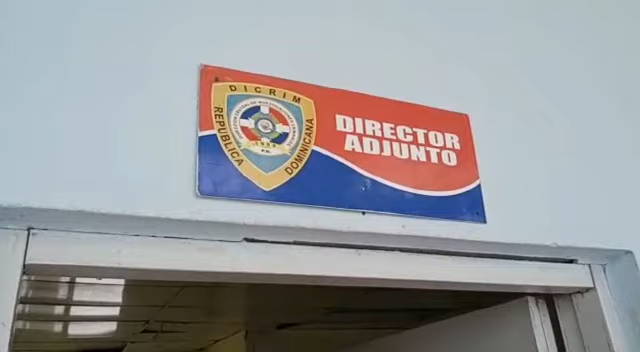 DICRIM
REPUBLICA
DOMINICANA
DIRECTOR
ADJUNTO